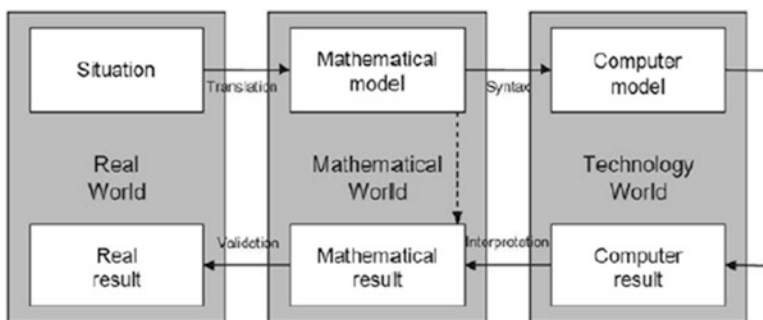 Situation
Translation
Mathematical
model
Syntax
Computer
model
Real
World
Mathematical
World
Technology
World
Real
result
Validation
Mathematical
result
Interpretation
Computer
result